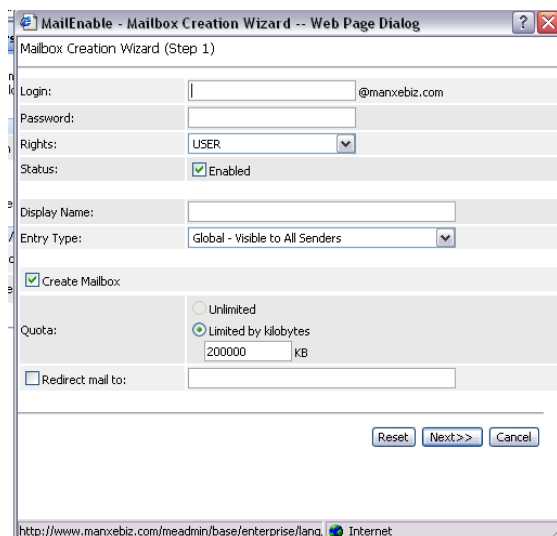 MailEnable - Mailbox Creation Wizard -- Web Page Dialog
Mailbox Creation Wizard (Step 1)
Login: @manxebiz.com
Password:
Rights: USER
Status: Enabled
Display Name:
Entry Type: Global - Visible to All Senders
Create Mailbox
Unlimited
Quota: Limited by kilobytes
200000 KB
Redirect mail to:
Reset Next>> Cancel
http://www.manxebiz.com/meadmin/base/enterprise/lang. Internet